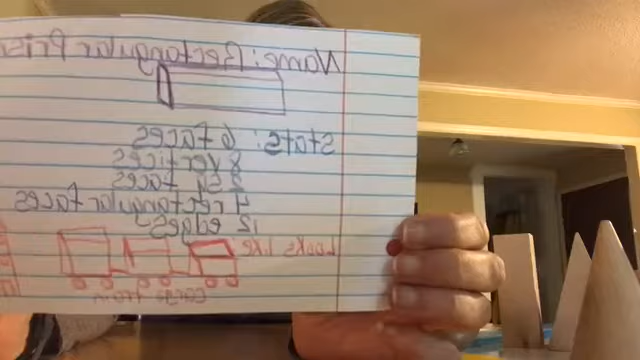 Name: Rectangular Pris
Stats: 6 faces
8 vertices
2 sq faces
4 rectangular faces
12 edges
Looks like
cargo train